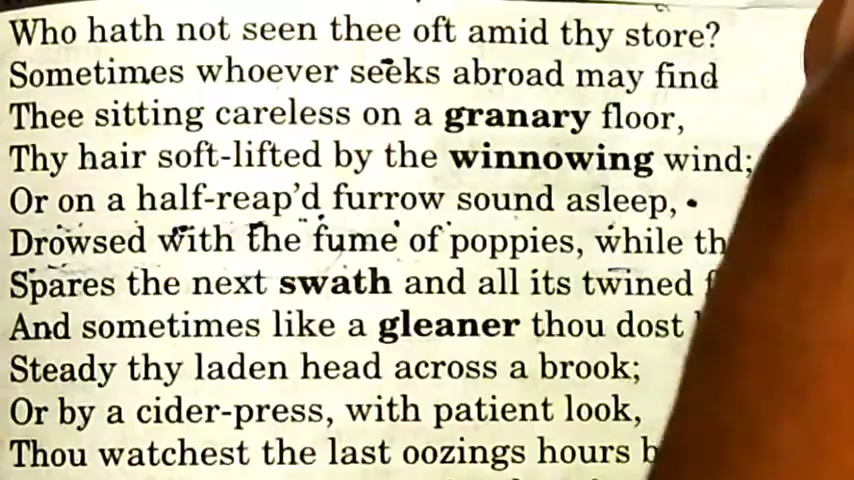 Who hath not seen thee oft amid thy store?
Sometimes whoever seeks abroad may find
Thee sitting careless on a granary floor,
Thy hair soft-lifted by the winnowing wind;
Or on a half-reap'd furrow sound asleep,
Drowsed with the fume of poppies, while
Spares the next swath and all its twined
And sometimes like a gleaner thou dost
Steady thy laden head across a brook;
Or by a cider-press, with patient look,
Thou watchest the last oozings hours